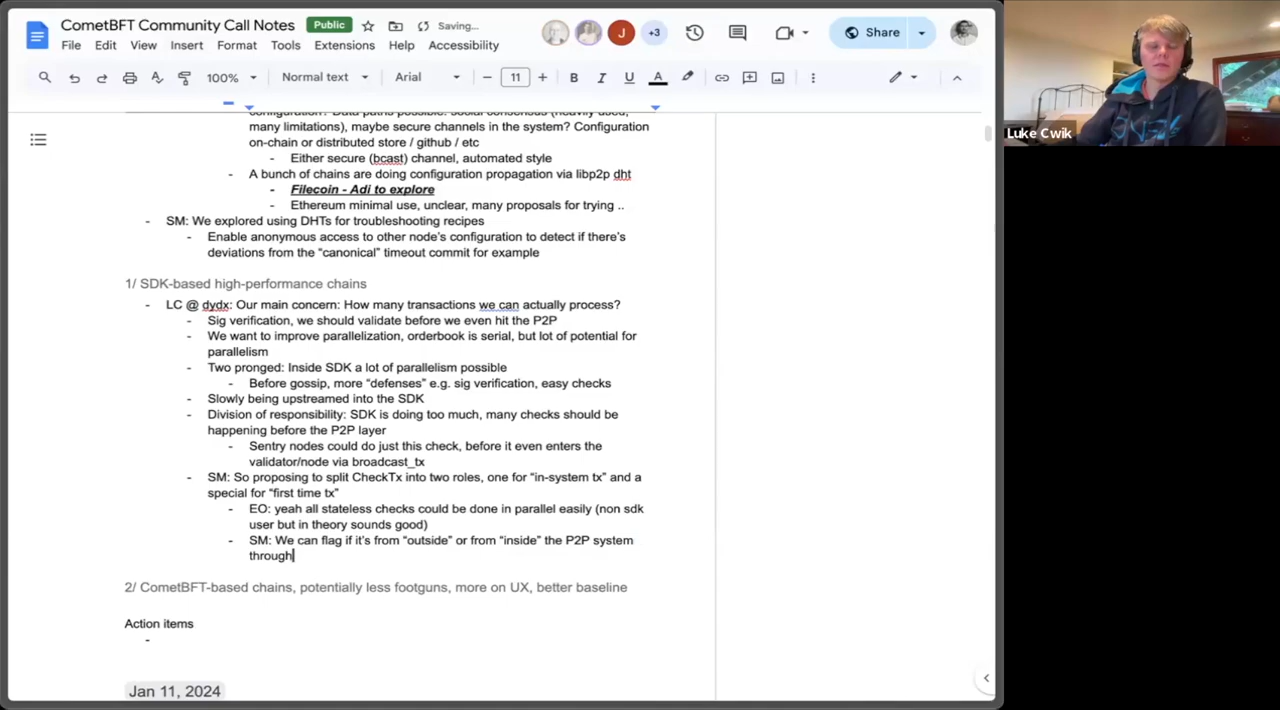 CometBFT Community Call Notes Public Saving...
File Edit View Insert Format Tools Extensions Help Accessibility
J +3 Share
100% Normal text Arial 11 B I U A
configuration? Data paths possible: social consensus (heavily used,
many limitations), maybe secure channels in the system? Configuration
on-chain or distributed store / github / etc
- Either secure (bcast) channel, automated style
- A bunch of chains are doing configuration propagation via libp2p dht
- Filecoin - Adi to explore
- Ethereum minimal use, unclear, many proposals for trying ..
- SM: We explored using DHTs for troubleshooting recipes
- Enable anonymous access to other node's configuration to detect if there's
deviations from the “canonical” timeout commit for example
1/ SDK-based high-performance chains
- LC @ dydx: Our main concern: How many transactions we can actually process?
- Sig verification, we should validate before we even hit the P2P
- We want to improve parallelization, orderbook is serial, but lot of potential for
parallelism
- Two pronged: Inside SDK a lot of parallelism possible
- Before gossip, more “defenses” e.g. sig verification, easy checks
- Slowly being upstreamed into the SDK
- Division of responsibility: SDK is doing too much, many checks should be
happening before the P2P layer
- Sentry nodes could do just this check, before it even enters the
validator/node via broadcast_tx
- SM: So proposing to split CheckTx into two roles, one for “in-system tx” and a
special for “first time tx”
- EO: yeah all stateless checks could be done in parallel easily (non sdk
user but in theory sounds good)
- SM: We can flag if it's from “outside” or from “inside” the P2P system
through
2/ CometBFT-based chains, potentially less footguns, more on UX, better baseline
Action items
-
Jan 11, 2024
Luke Cwik